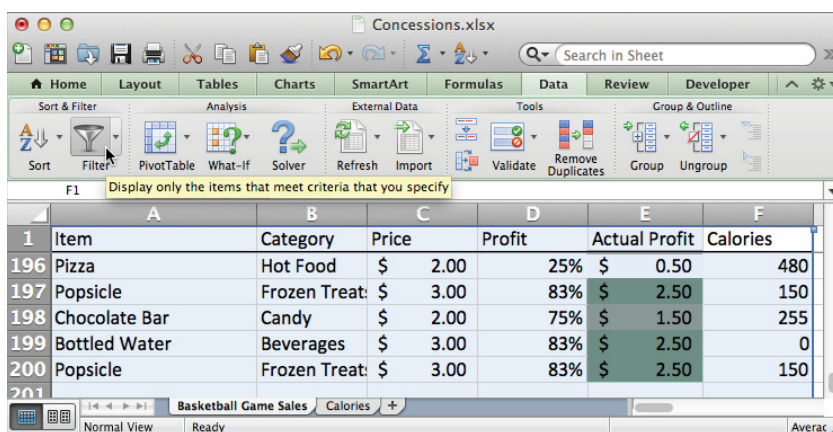 Concessions.xlsx
Search in Sheet
Home Layout Tables Charts SmartArt Formulas Data Review Developer
Sort & Filter Analysis External Data Tools Group & Outline
Sort Filter PivotTable What-If Solver Refresh Import Validate Remove Duplicates Group Ungroup
F1
Display only the items that meet criteria that you specify
A B C D E F
1 Item Category Price Profit Actual Profit Calories
196 Pizza Hot Food $ 2.00 25% $ 0.50 480
197 Popsicle Frozen Treat $ 3.00 83% $ 2.50 150
198 Chocolate Bar Candy $ 2.00 75% $ 1.50 255
199 Bottled Water Beverages $ 3.00 83% $ 2.50 0
200 Popsicle Frozen Treat $ 3.00 83% $ 2.50 150
201
Basketball Game Sales Calories +
Normal View Ready